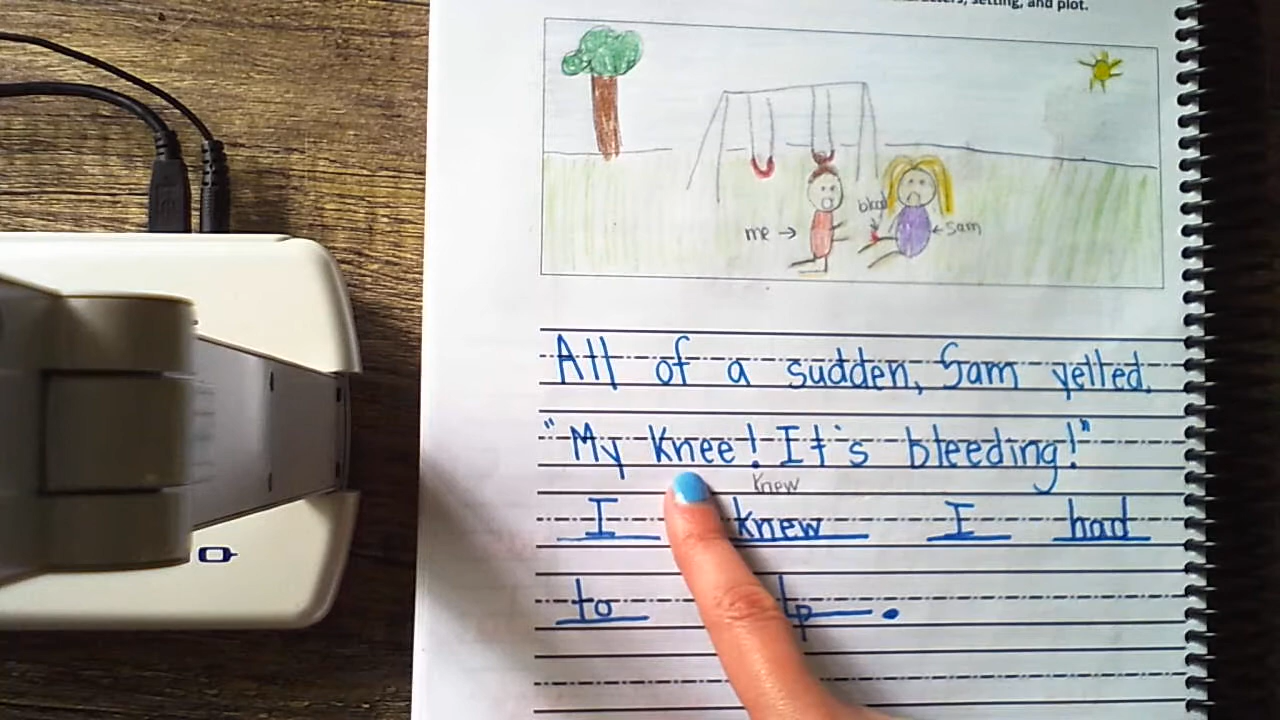 setting, and plot.
me → blood ← Sam
All of a sudden, Sam yelled.
"My knee! It's bleeding!"
knew
I knew I had
to